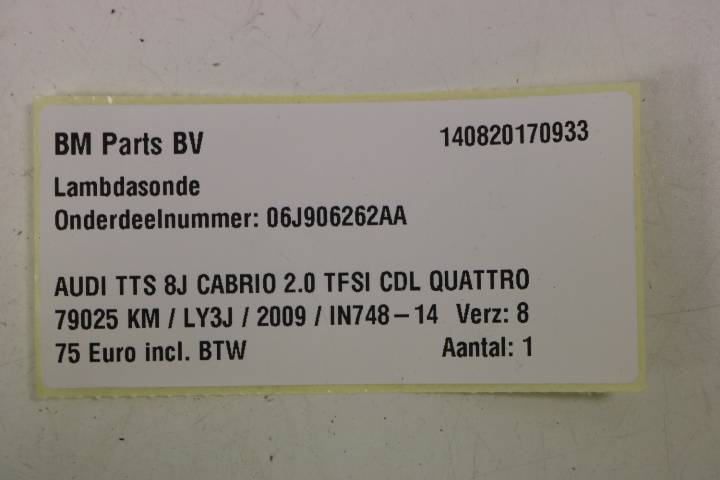 BM Parts BV 140820170933
Lambdasonde
Onderdeelnummer: 06J906262AA
AUDI TTS 8J CABRIO 2.0 TFSI CDL QUATTRO
79025 KM / LY3J / 2009 / IN748-14 Verz: 8
75 Euro incl. BTW Aantal: 1